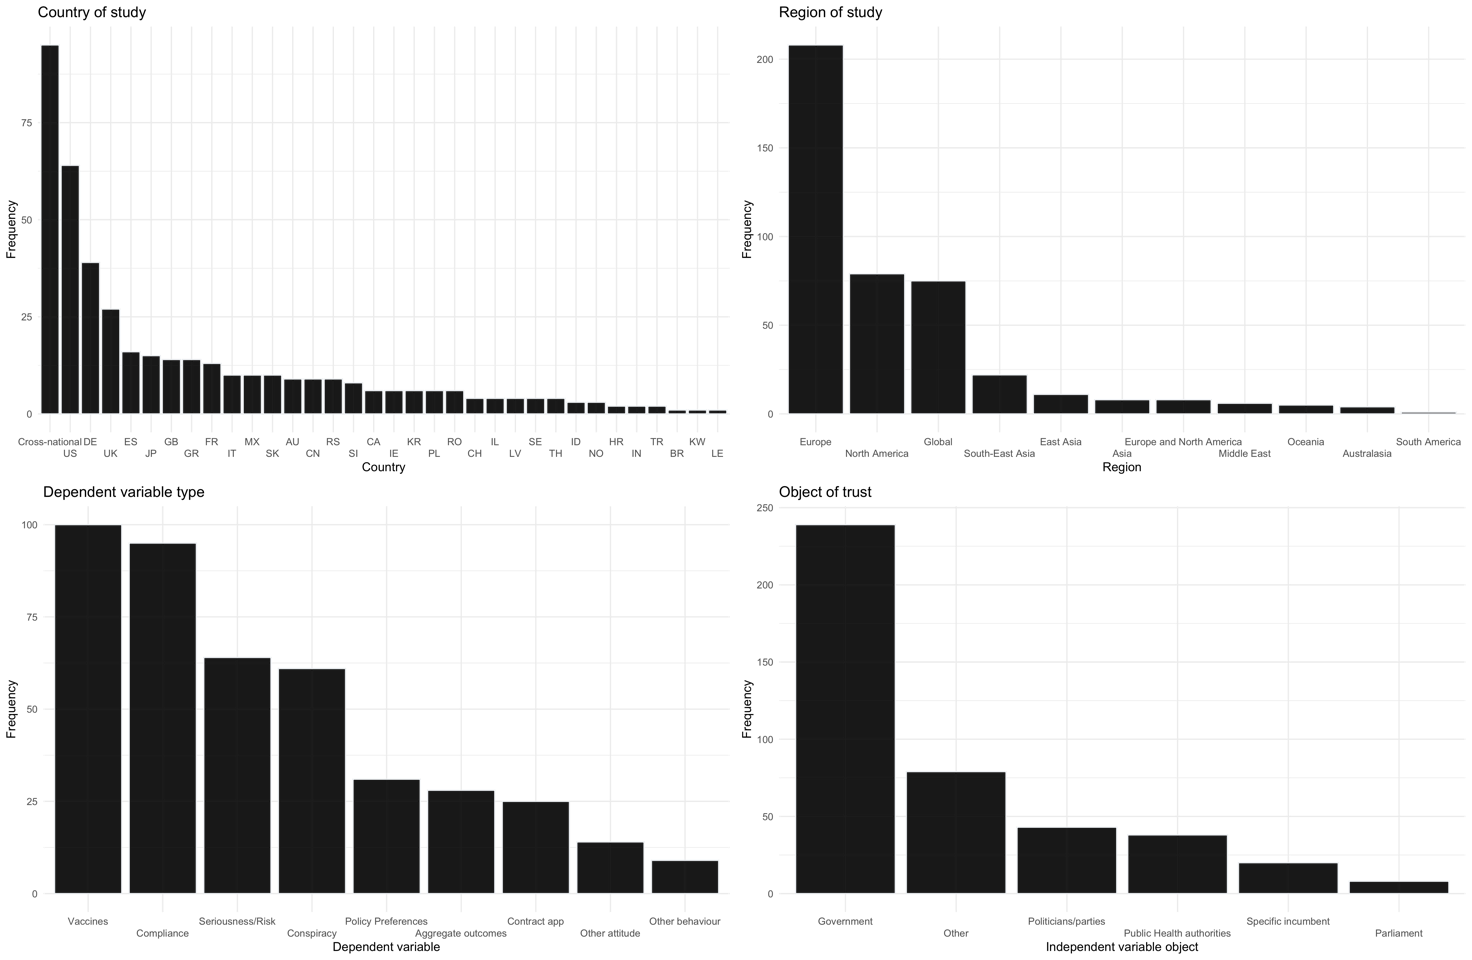 Country of study
Frequency
75
50
25
0
Cross-national DE ES GB FR MX AU RS CA KR RO IL SE ID HR TR KW
US UK JP GR IT SK CN SI IE PL CH LV TH NO IN BR LE
Country
Region of study
Frequency
200
150
100
50
0
Europe Global East Asia Europe and North America Oceania South America
North America South-East Asia Asia Middle East Australasia
Region
Dependent variable type
Frequency
100
75
50
25
0
Vaccines Seriousness/Risk Policy Preferences Contract app Other behaviour
Compliance Conspiracy Aggregate outcomes Other attitude
Dependent variable
Object of trust
Frequency
250
200
150
100
50
0
Government Politicians/parties Specific incumbent
Other Public Health authorities Parliament
Independent variable object